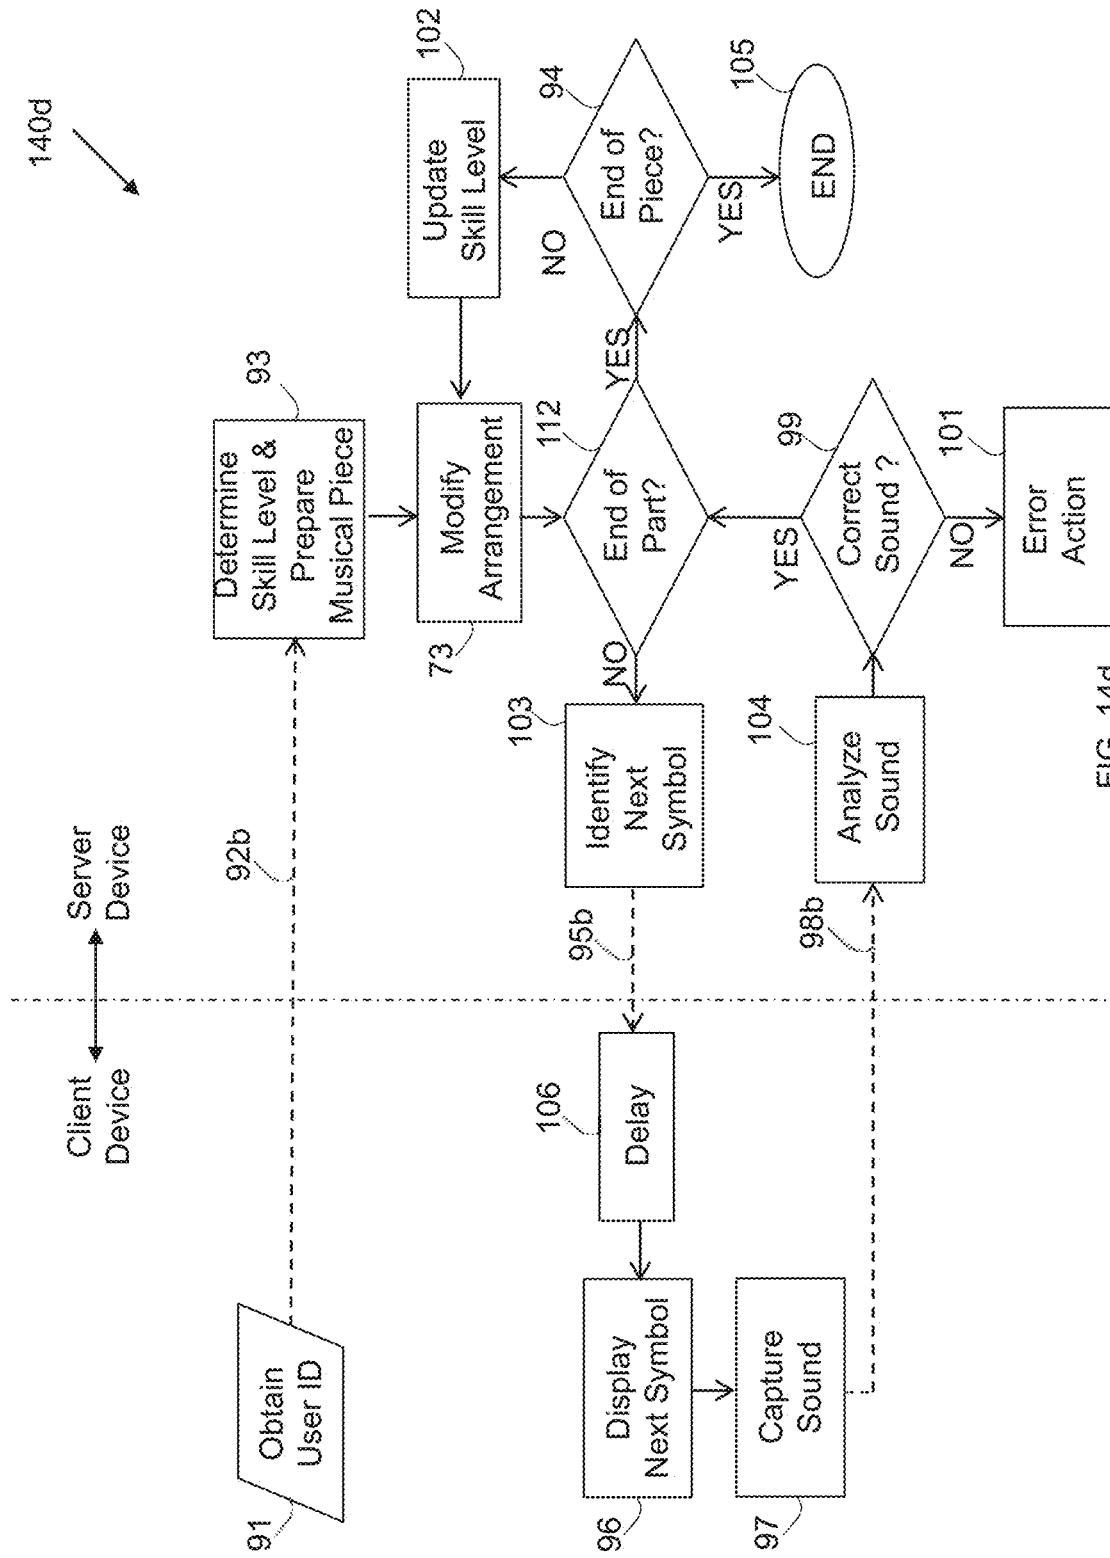 140d
Client
Device
Server
Device
91
Obtain
User ID
92b
93
Determine
Skill Level &
Prepare
Musical Piece
102
Update
Skill Level
73
Modify
Arrangement
96
Display
Next Symbol
106
Delay
95b
103
Identify
Next
Symbol
NO
112
End of
Part?
YES
94
End of
Piece?
NO
YES
105
END
97
Capture
Sound
98b
104
Analyze
Sound
99
Correct
Sound ?
YES
NO
101
Error
Action
FIG. 14d